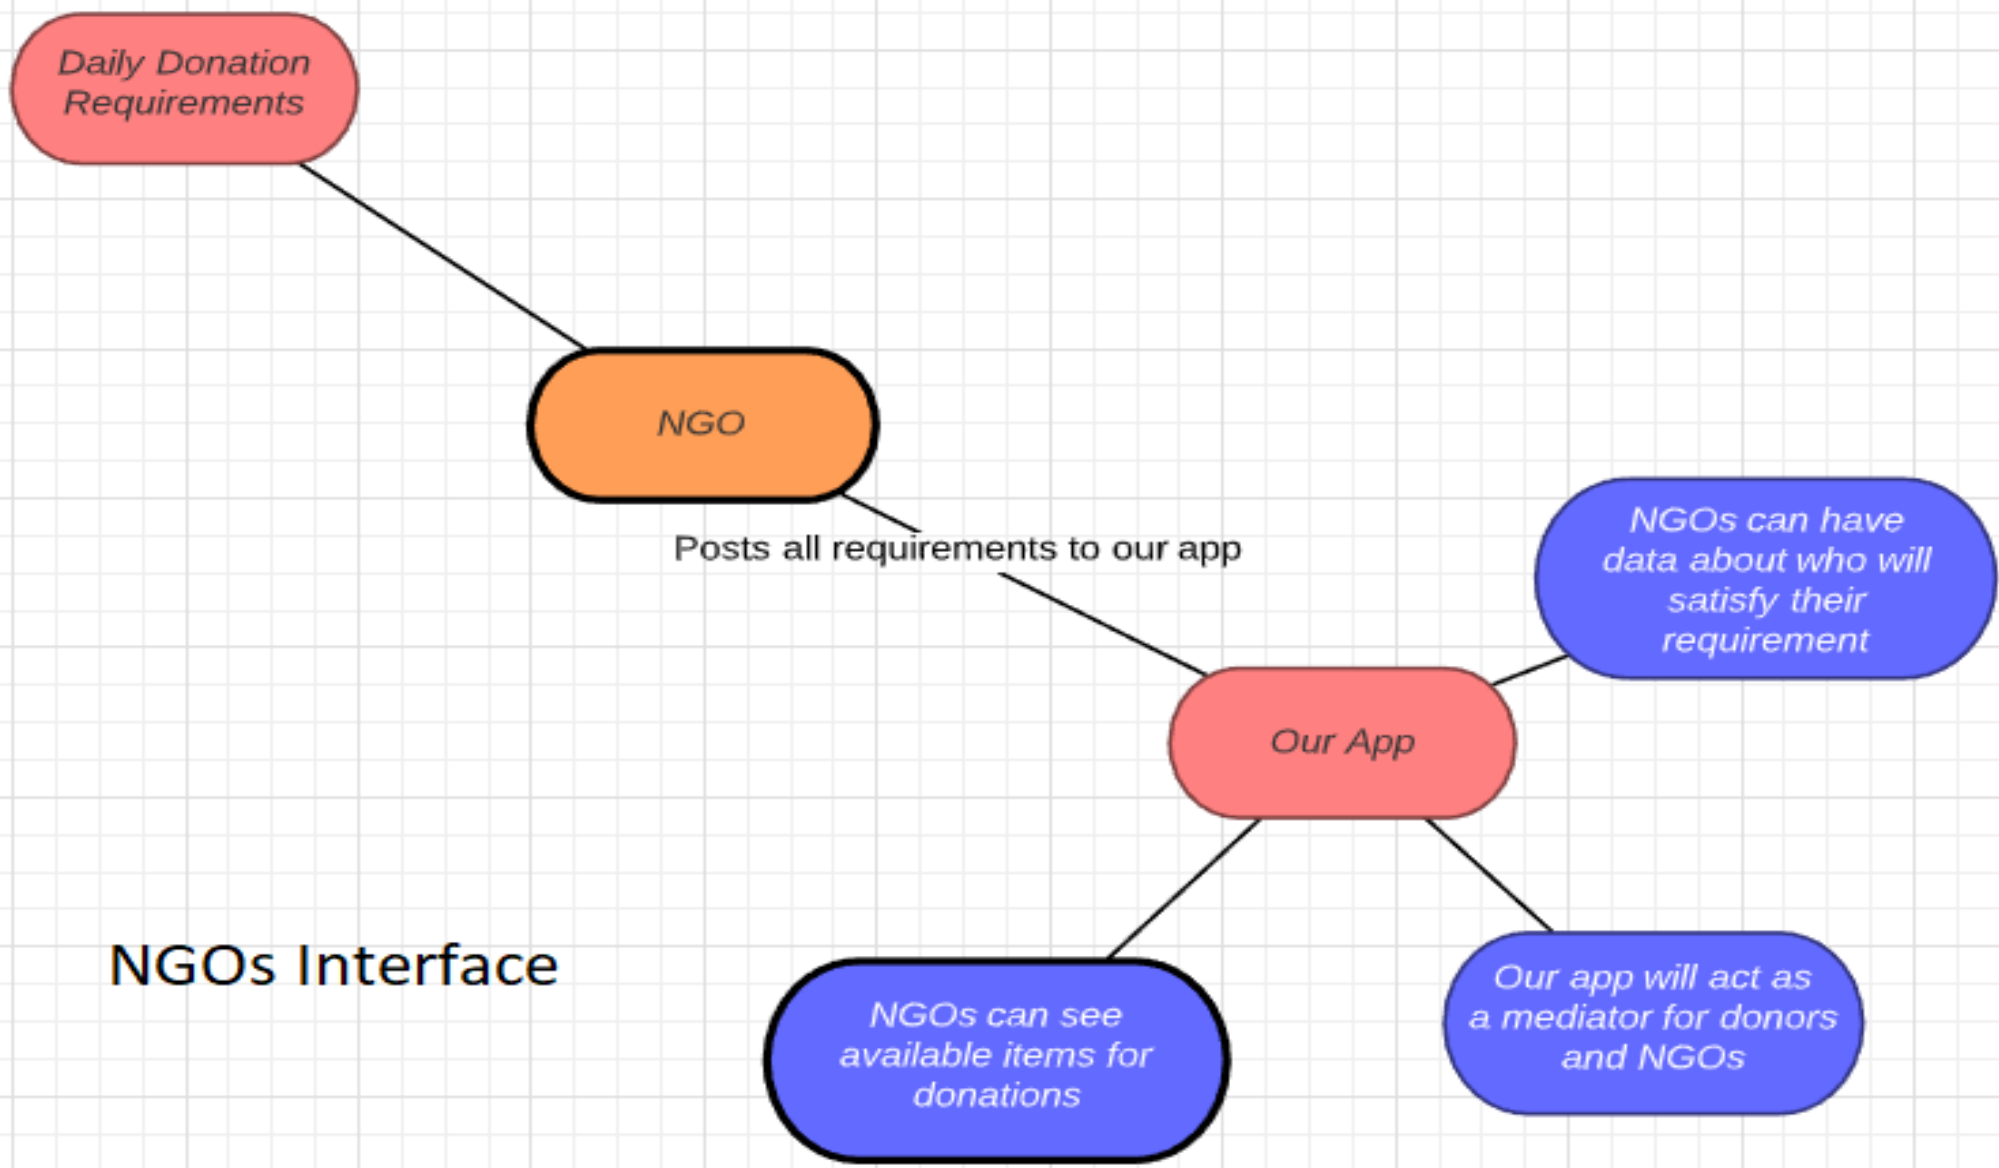 Daily Donation
Requirements
NGO
Posts all requirements to our app
NGOs can have
data about who will
satisfy their
requirement
Our App
NGOs Interface
NGOs can see
available items for
donations
Our app will act as
a mediator for donors
and NGOs